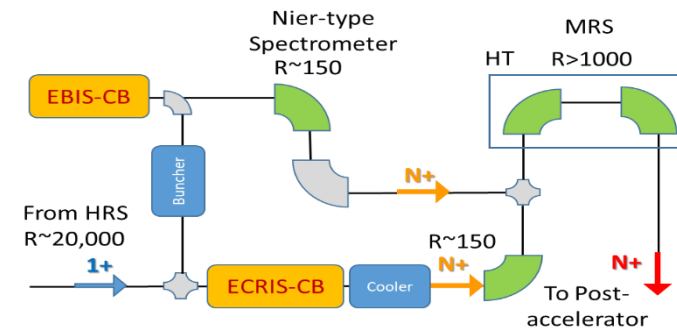 Nier-type
Spectrometer
R~150
MRS
HT
R>1000
EBIS-CB
Buncher
N+
From HRS
R~20,000
1+
R~150
ECRIS-CB
Cooler
N+
N+
To Post-
accelerator